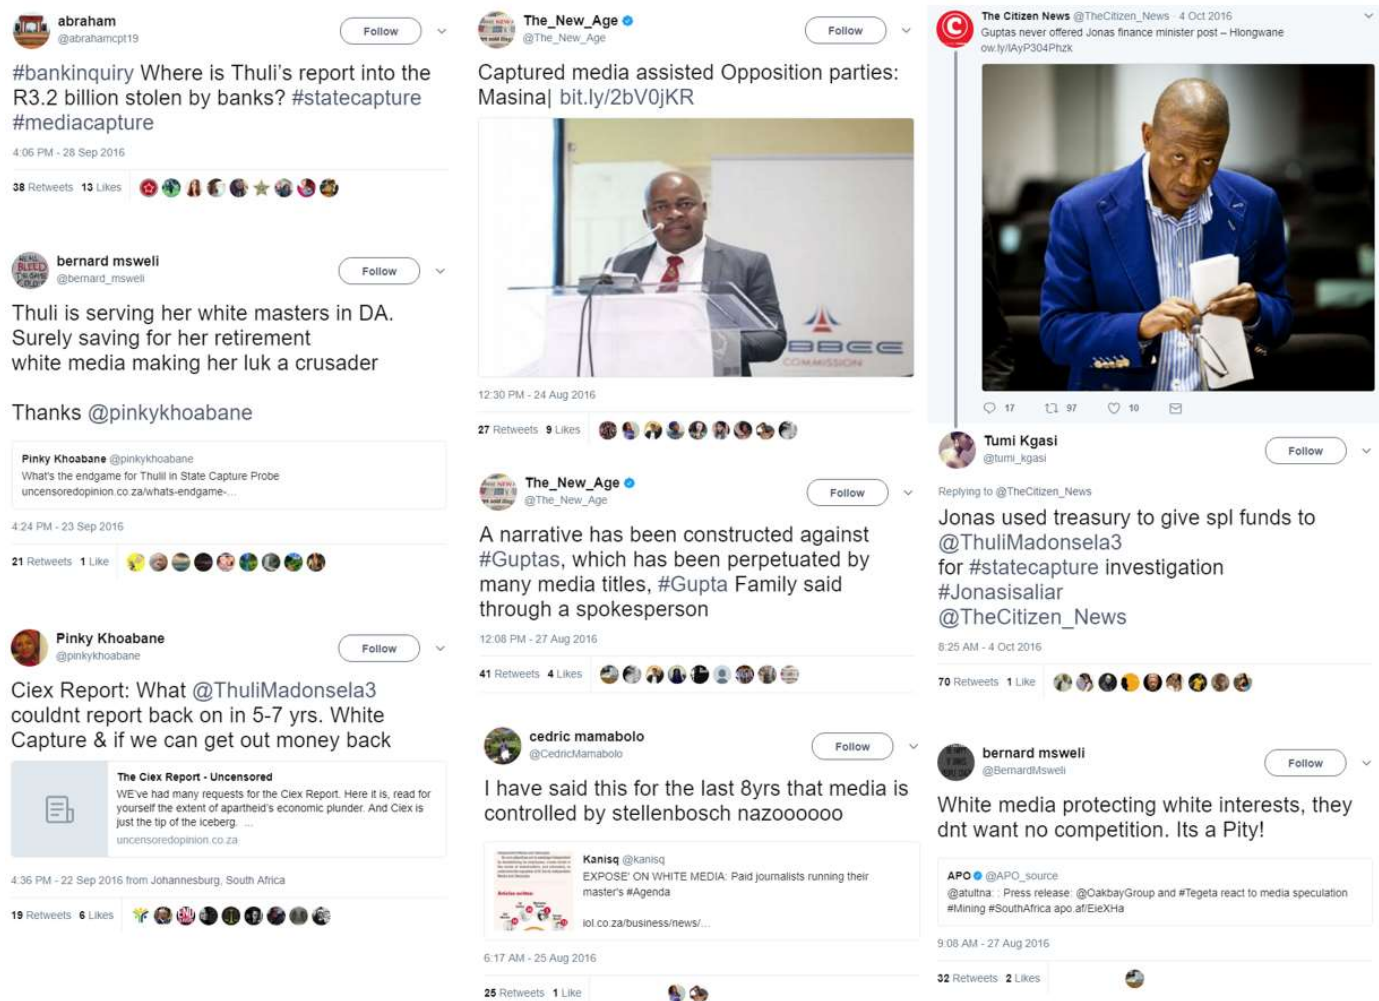 abraham
@abrahamcpt19
Follow
#bankinquiry Where is Thuli's report into the
R3.2 billion stolen by banks? #statecapture
#mediacapture
4:06 PM - 28 Sep 2016
38 Retweets 13 Likes
bernard msweli
@bernard_msweli
Follow
Thuli is serving her white masters in DA.
Surely saving for her retirement
white media making her luk a crusader
Thanks @pinkykhoabane
Pinky Khoabane @pinkykhoabane
What's the endgame for Thulil in State Capture Probe
uncensoredopinion.co.za/whats-endgame-...
4:24 PM - 23 Sep 2016
21 Retweets 1 Like
Pinky Khoabane
@pinkykhoabane
Follow
Ciex Report: What @ThuliMadonsela3
couldnt report back on in 5-7 yrs. White
Capture & if we can get out money back
The Ciex Report - Uncensored
WE've had many requests for the Ciex Report. Here it is, read for
yourself the extent of apartheid's economic plunder. And Ciex is
just the tip of the iceberg. ...
uncensoredopinion.co.za
4:36 PM - 22 Sep 2016 from Johannesburg, South Africa
19 Retweets 6 Likes
The_New_Age
@The_New_Age
Follow
Captured media assisted Opposition parties:
Masina| bit.ly/2bV0jKR
BBEE
COMMISSION
12:30 PM - 24 Aug 2016
27 Retweets 9 Likes
The_New_Age
@The_New_Age
Follow
A narrative has been constructed against
#Guptas, which has been perpetuated by
many media titles, #Gupta Family said
through a spokesperson
12:08 PM - 27 Aug 2016
41 Retweets 4 Likes
cedric mamabolo
@CedricMamabolo
Follow
I have said this for the last 8yrs that media is
controlled by stellenbosch nazoooooo
Kanisq @kanisq
EXPOSE' ON WHITE MEDIA: Paid journalists running their
master's #Agenda
iol.co.za/business/news/...
6:17 AM - 25 Aug 2016
25 Retweets 1 Like
The Citizen News @TheCitizen_News · 4 Oct 2016
Guptas never offered Jonas finance minister post – Hlongwane
ow.ly/lAyP304Phzk
17 97 10
Tumi Kgasi
@tumi_kgasi
Follow
Replying to @TheCitizen_News
Jonas used treasury to give spl funds to
@ThuliMadonsela3
for #statecapture investigation
#Jonasisaliar
@TheCitizen_News
8:25 AM - 4 Oct 2016
70 Retweets 1 Like
bernard msweli
@BernardMsweli
Follow
White media protecting white interests, they
dnt want no competition. Its a Pity!
APO @APO_source
@atultna: : Press release: @OakbayGroup and #Tegeta react to media speculation
#Mining #SouthAfrica apo.af/EieXHa
9:08 AM - 27 Aug 2016
32 Retweets 2 Likes